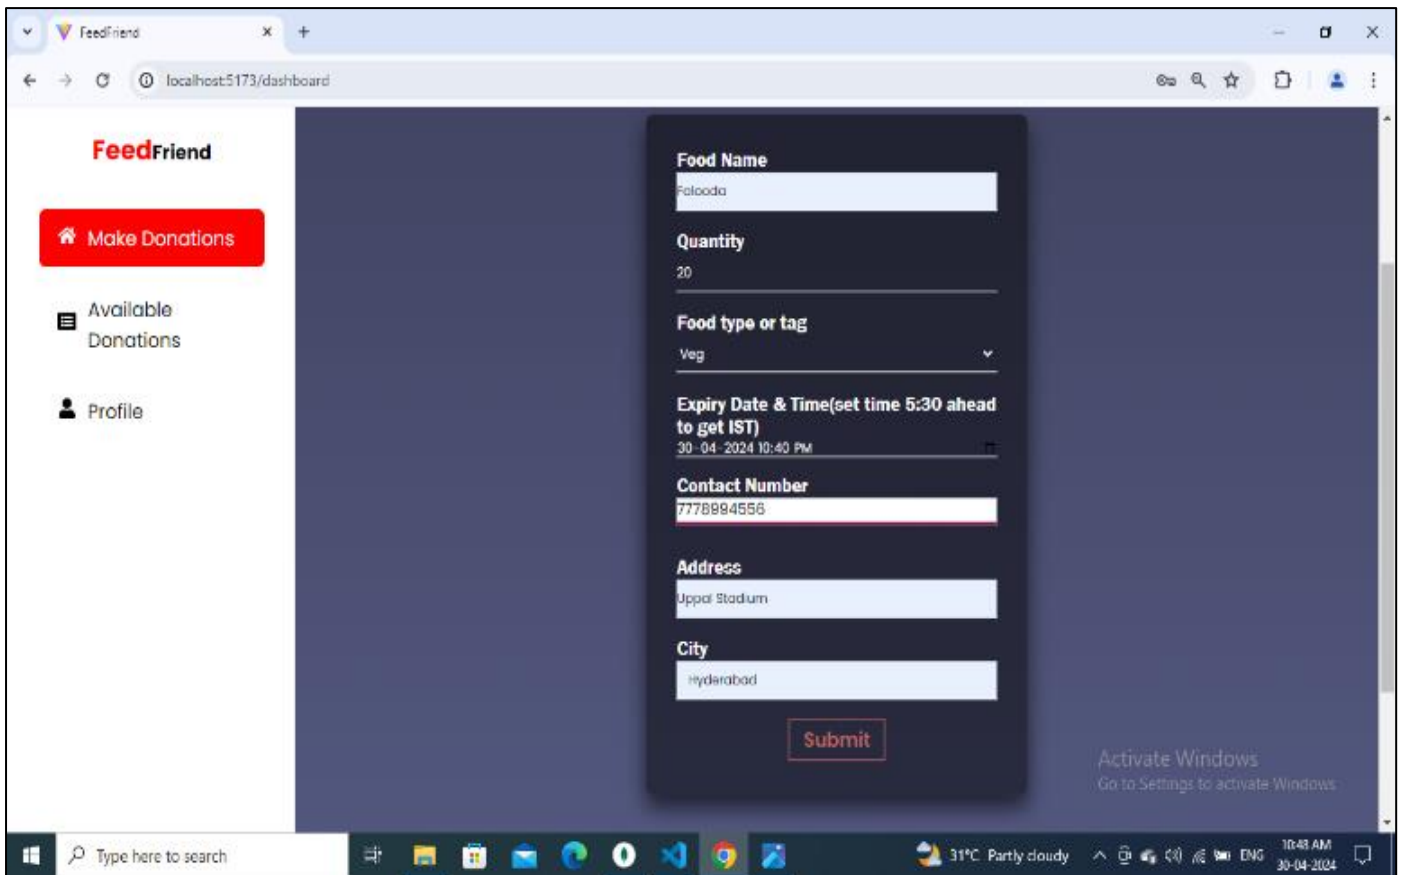 FeedFriend
localhost:5173/dashboard
FeedFriend
Make Donations
Available
Donations
Profile
Food Name
Falooda
Quantity
20
Food type or tag
Veg
Expiry Date & Time(set time 5:30 ahead
to get IST)
30-04-2024 10:40 PM
Contact Number
7778994556
Address
Uppal Stadium
City
Hyderabad
Submit
Activate Windows
Go to Settings to activate Windows.
Type here to search
31°C Partly cloudy
ENG
10:48 AM
30-04-2024